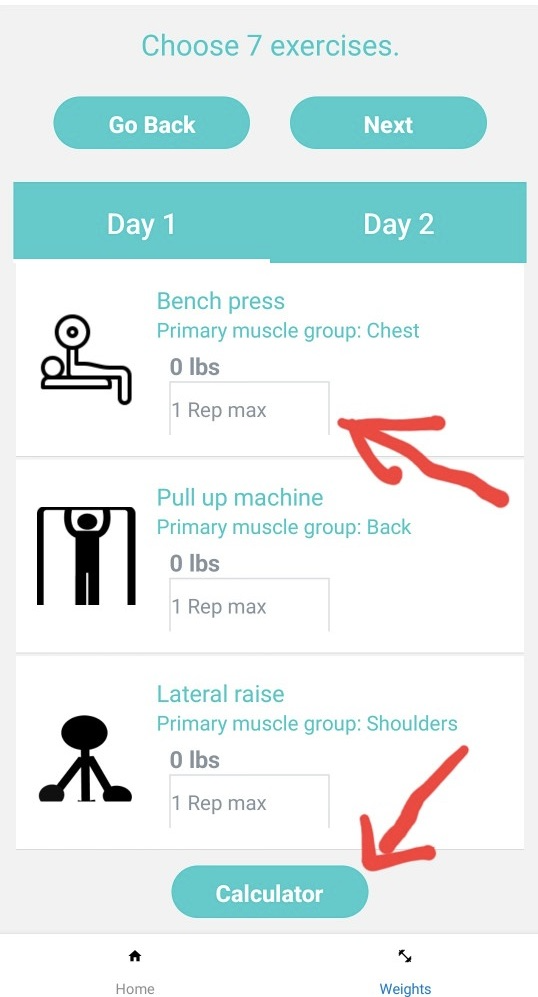 Choose 7 exercises.
Go Back
Next
Day 1
Day 2
Bench press
Primary muscle group: Chest
0 lbs
1 Rep max
Pull up machine
Primary muscle group: Back
0 lbs
1 Rep max
Lateral raise
Primary muscle group: Shoulders
0 lbs
1 Rep max
Calculator
Home
Weights